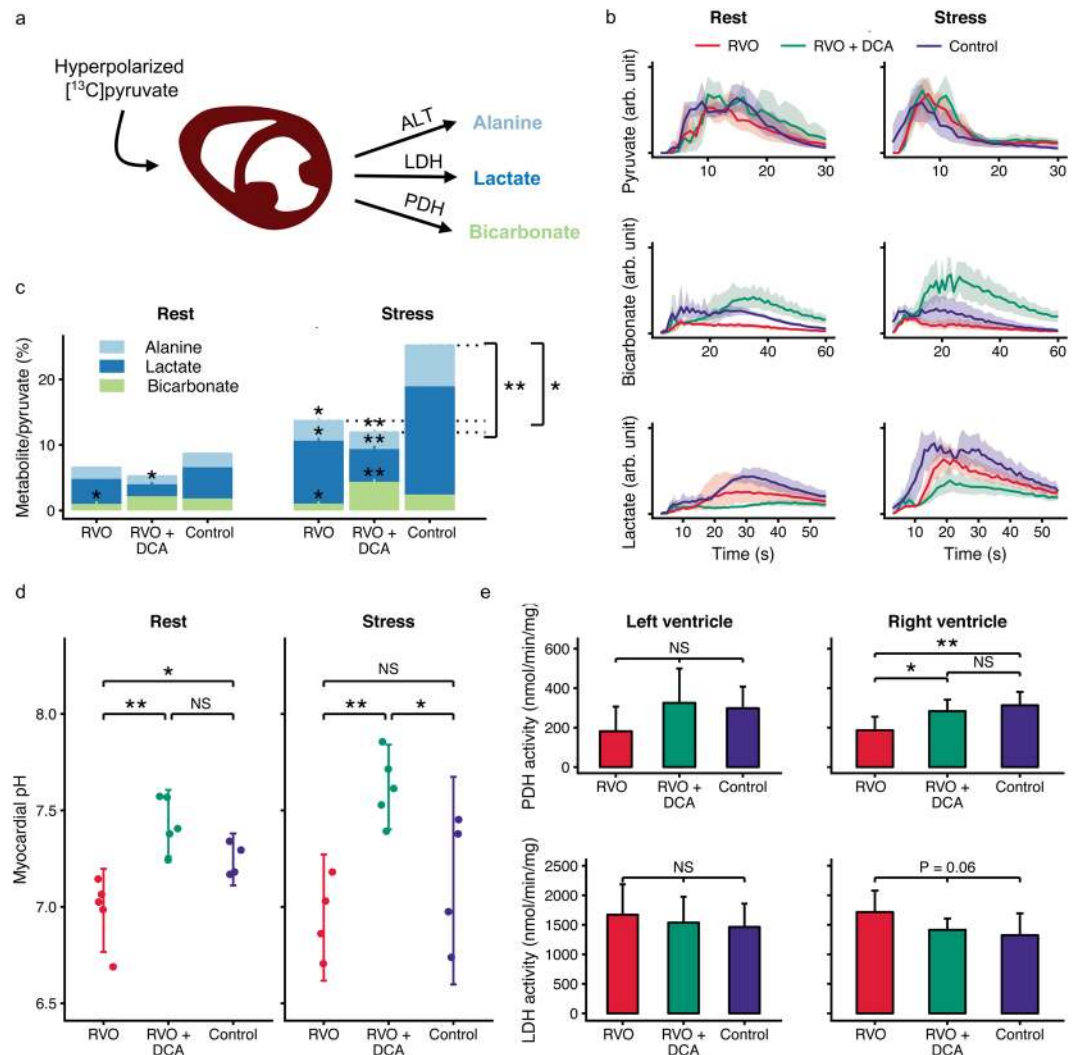 a
Hyperpolarized
[¹³C]pyruvate
ALT
LDH
PDH
Alanine
Lactate
Bicarbonate
b
Rest
Stress
RVO
RVO + DCA
Control
Pyruvate (arb. unit)
10
20
30
10
20
30
Bicarbonate (arb. unit)
20
40
60
20
40
60
Lactate (arb. unit)
10
20
30
40
50
10
20
30
40
50
Time (s)
Time (s)
c
Rest
Stress
Alanine
Lactate
Bicarbonate
Metabolite/pyruvate (%)
20
10
0
*
*
*
*
*
**
**
**
**
*
RVO
RVO +
DCA
Control
RVO
RVO +
DCA
Control
d
Rest
Stress
Myocardial pH
8.0
7.5
7.0
6.5
*
**
NS
NS
**
*
RVO
RVO +
DCA
Control
RVO
RVO +
DCA
Control
e
Left ventricle
Right ventricle
PDH activity (nmol/min/mg)
600
400
200
0
NS
**
*
NS
RVO
RVO +
DCA
Control
RVO
RVO +
DCA
Control
LDH activity (nmol/min/mg)
2500
2000
1500
1000
500
0
NS
P = 0.06
RVO
RVO +
DCA
Control
RVO
RVO +
DCA
Control